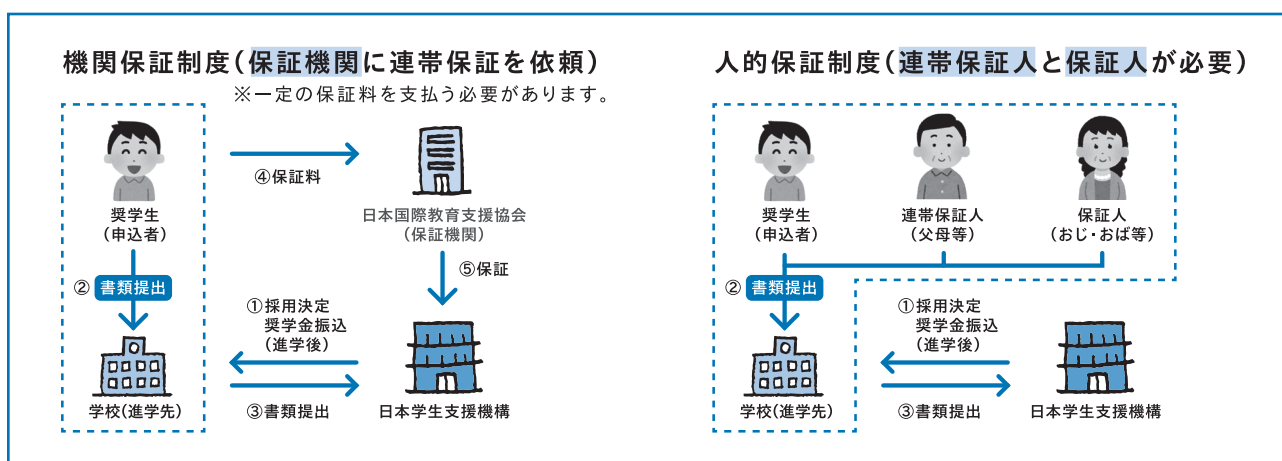 機関保証制度(保証機関に連帯保証を依頼)
※一定の保証料を支払う必要があります。
④保証料
奨学生
(申込者)
日本国際教育支援協会
(保証機関)
② 書類提出
⑤保証
①採用決定
奨学金振込
(進学後)
③書類提出
学校(進学先)
日本学生支援機構
人的保証制度(連帯保証人と保証人が必要)
奨学生
(申込者)
連帯保証人
(父母等)
保証人
(おじ・おば等)
② 書類提出
①採用決定
奨学金振込
(進学後)
③書類提出
学校(進学先)
日本学生支援機構